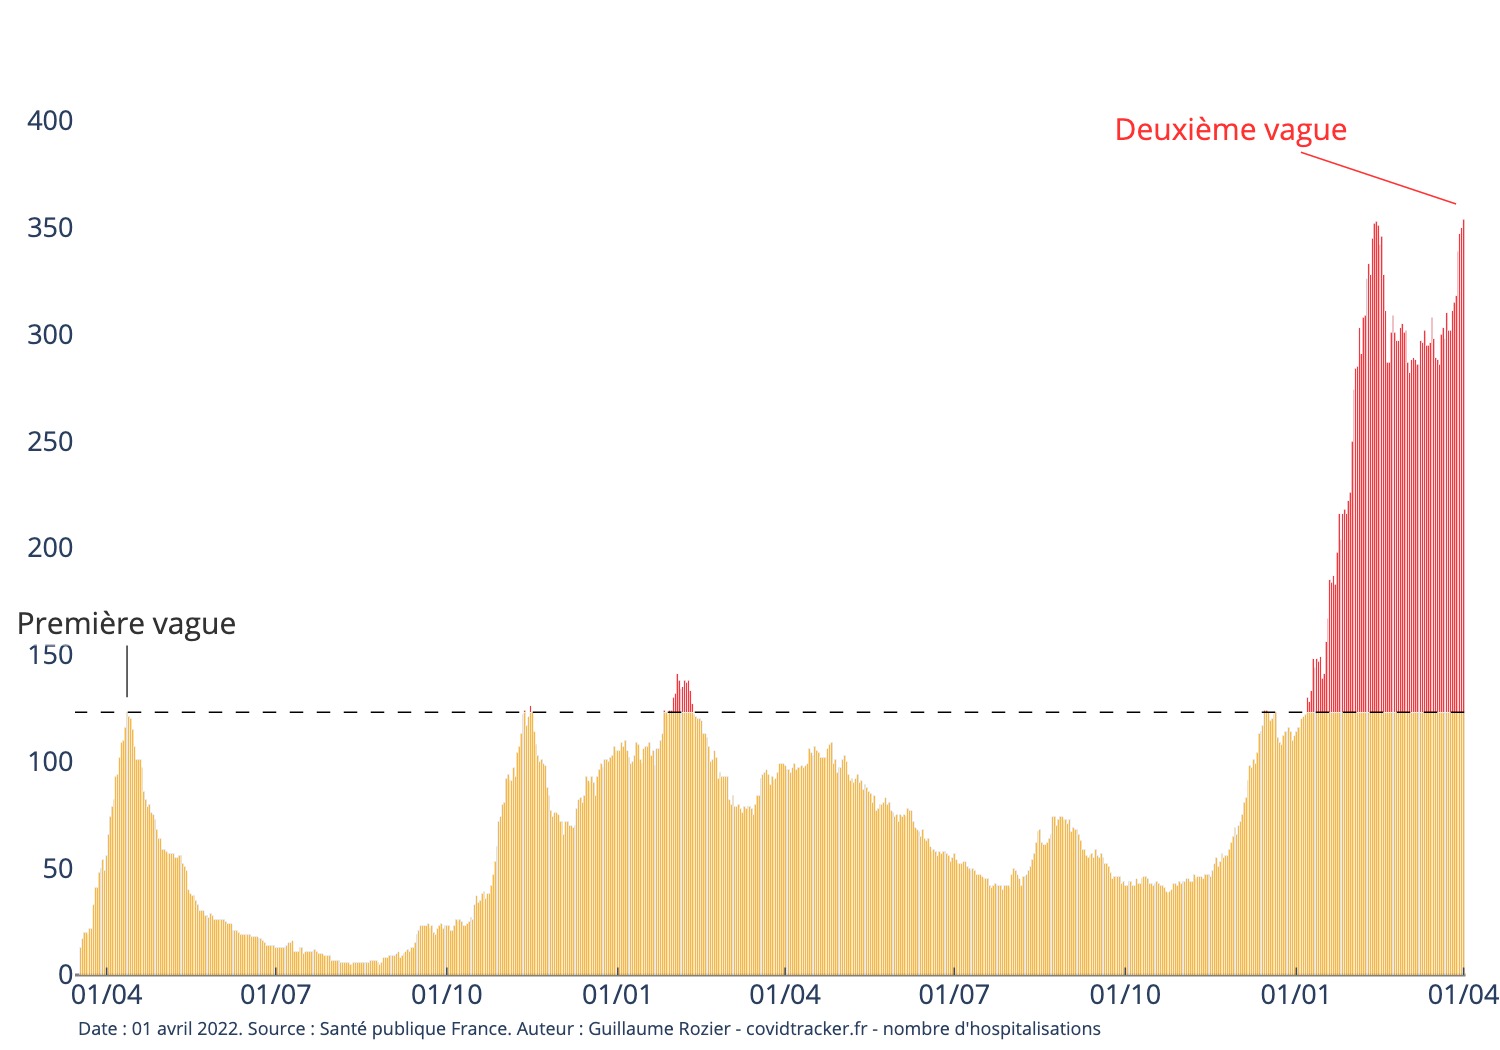 400
Deuxième vague
350
300
250
200
Première vague
150
100
50
0
01/04 01/07 01/10 01/01 01/04 01/07 01/10 01/01 01/04
Date : 01 avril 2022. Source : Santé publique France. Auteur : Guillaume Rozier - covidtracker.fr - nombre d'hospitalisations